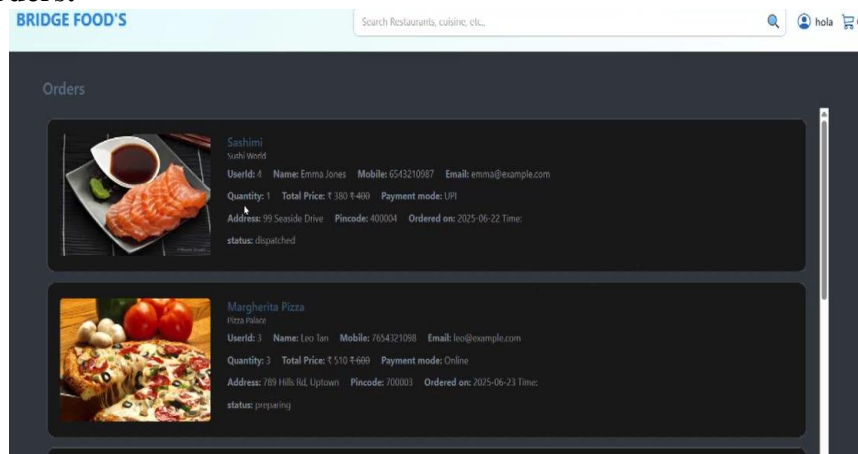 BRIDGE FOOD'S
Search Restaurants, cuisine, etc.,
hola
Orders
Sashimi
Sushi World
UserId: 4 Name: Emma Jones Mobile: 6543210987 Email: emma@example.com
Quantity: 1 Total Price: ₹ 380 ₹ 400 Payment mode: UPI
Address: 99 Seaside Drive Pincode: 400004 Ordered on: 2025-06-22 Time:
status: dispatched
Margherita Pizza
Pizza Palace
UserId: 3 Name: Leo Tan Mobile: 7654321098 Email: leo@example.com
Quantity: 3 Total Price: ₹ 510 ₹ 600 Payment mode: Online
Address: 789 Hills Rd, Uptown Pincode: 700003 Ordered on: 2025-06-23 Time:
status: preparing